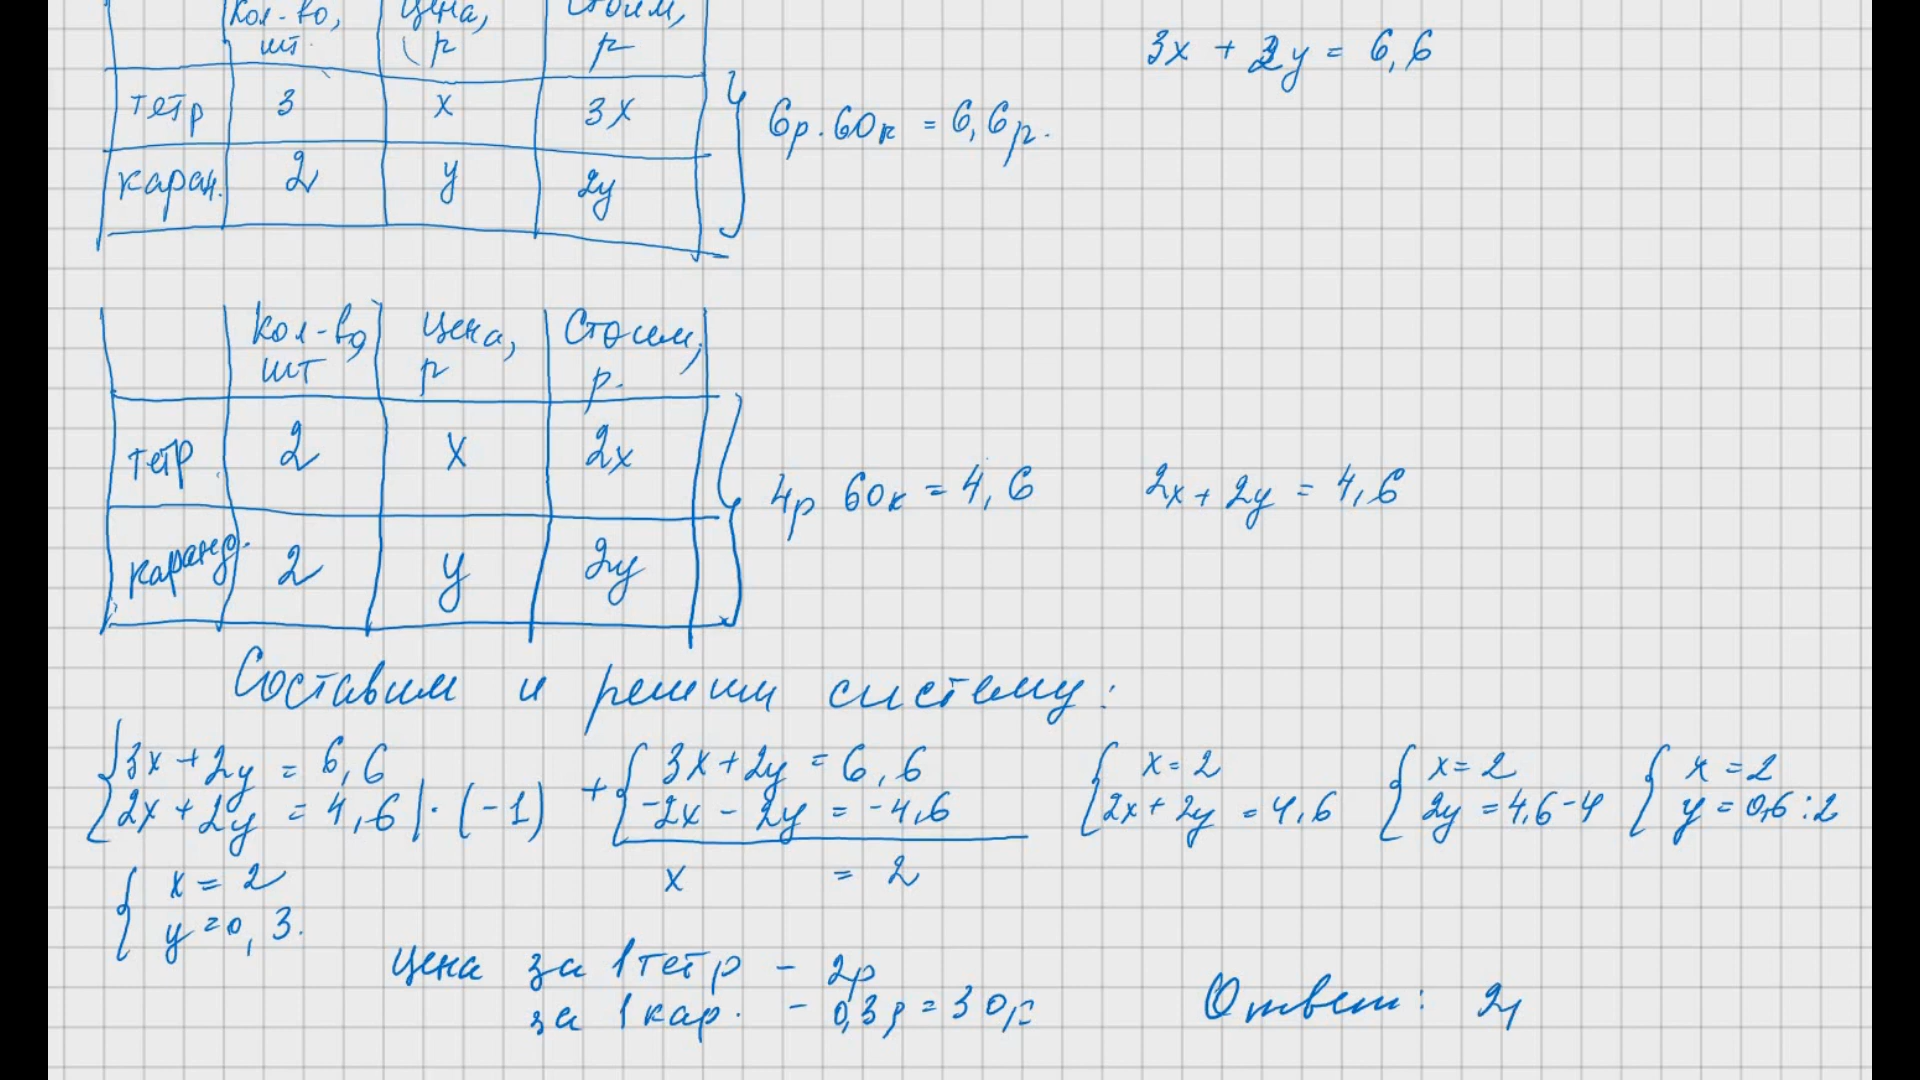 Кол-во, Цена, Стоим,
шт. р р
3x + 2y = 6,6
тетр 3 x 3x
6р. 60к = 6,6р.
каран. 2 y 2y
Кол-во, Цена, Стоим,
шт р р.
тетр 2 x 2x
4р 60к = 4,6 2x + 2y = 4,6
каранд. 2 y 2y
Составим и решим систему:
3x + 2y = 6,6 + 3x + 2y = 6,6 x = 2 x = 2 x = 2
2x + 2y = 4,6 | · (-1) -2x - 2y = -4,6 2x + 2y = 4,6 2y = 4,6-4 y = 0,6 : 2
x = 2 x = 2
y = 0,3.
Цена за 1 тетр - 2р
за 1 кар. - 0,3р = 30
Ответ: 2